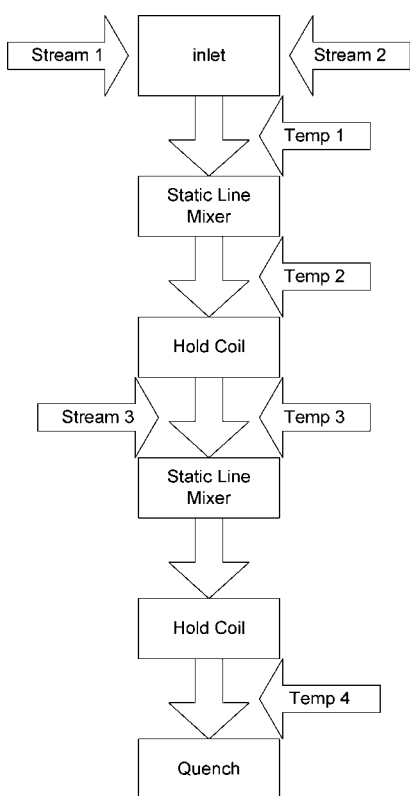 Stream 1
inlet
Stream 2
Temp 1
Static Line
Mixer
Temp 2
Hold Coil
Stream 3
Temp 3
Static Line
Mixer
Hold Coil
Temp 4
Quench